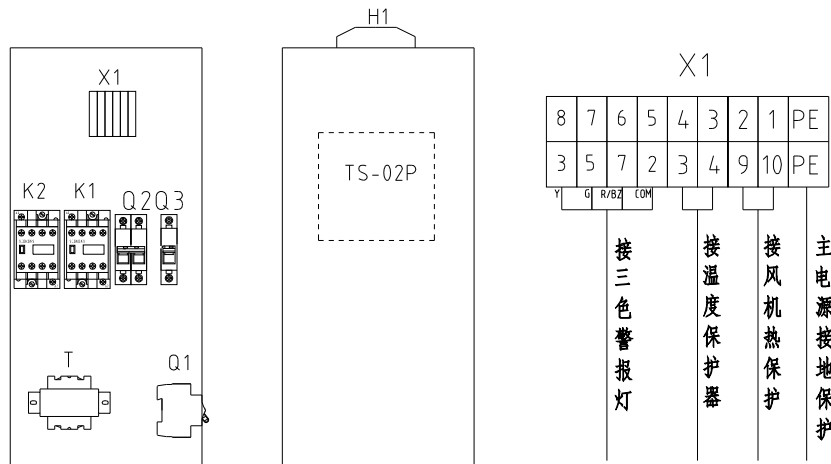 H1
X1
K2 K1 Q2 Q3
T Q1
TS-02P
X1
8 7 6 5 4 3 2 1 PE
3 5 7 2 3 4 9 10 PE
Y G R/BZ COM
接三色警报灯
接温度保护器
接风机热保护
主电源接地保护